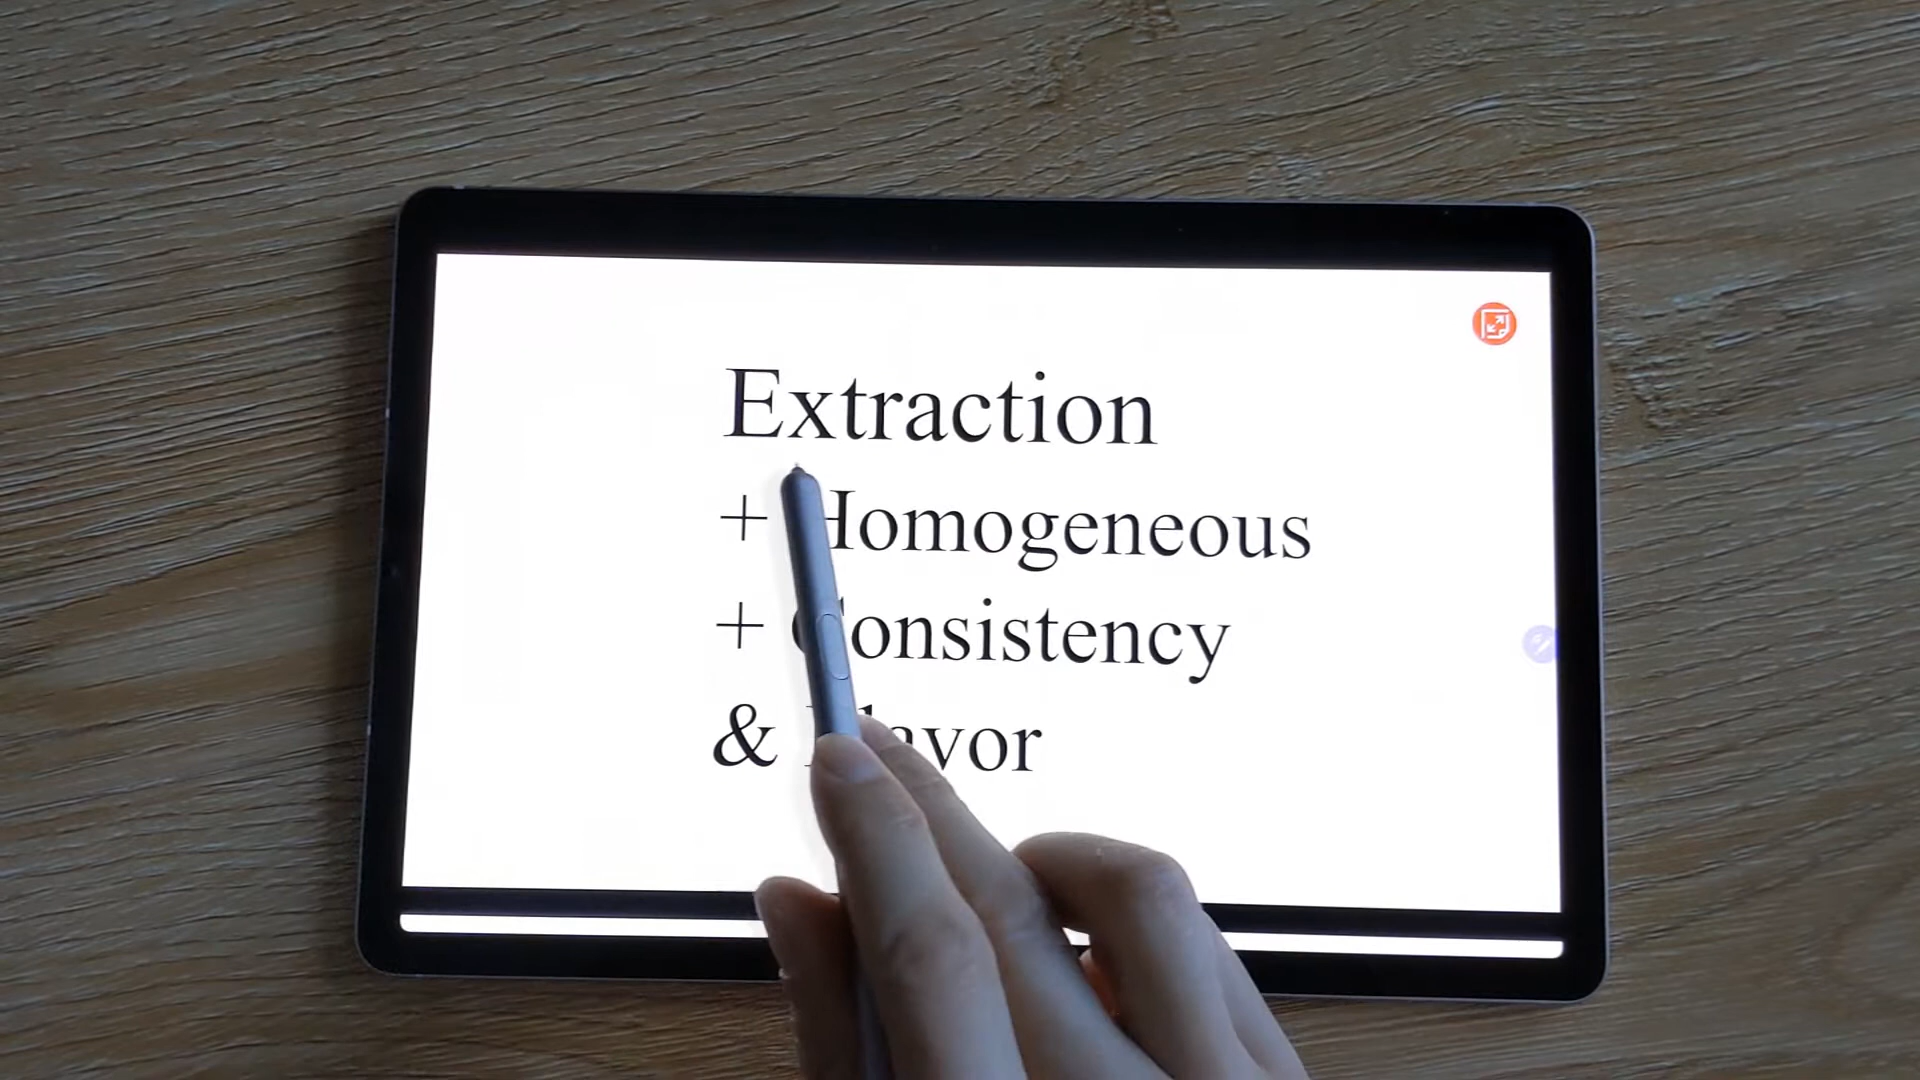 Extraction
+ Homogeneous
+ Consistency
& Flavor